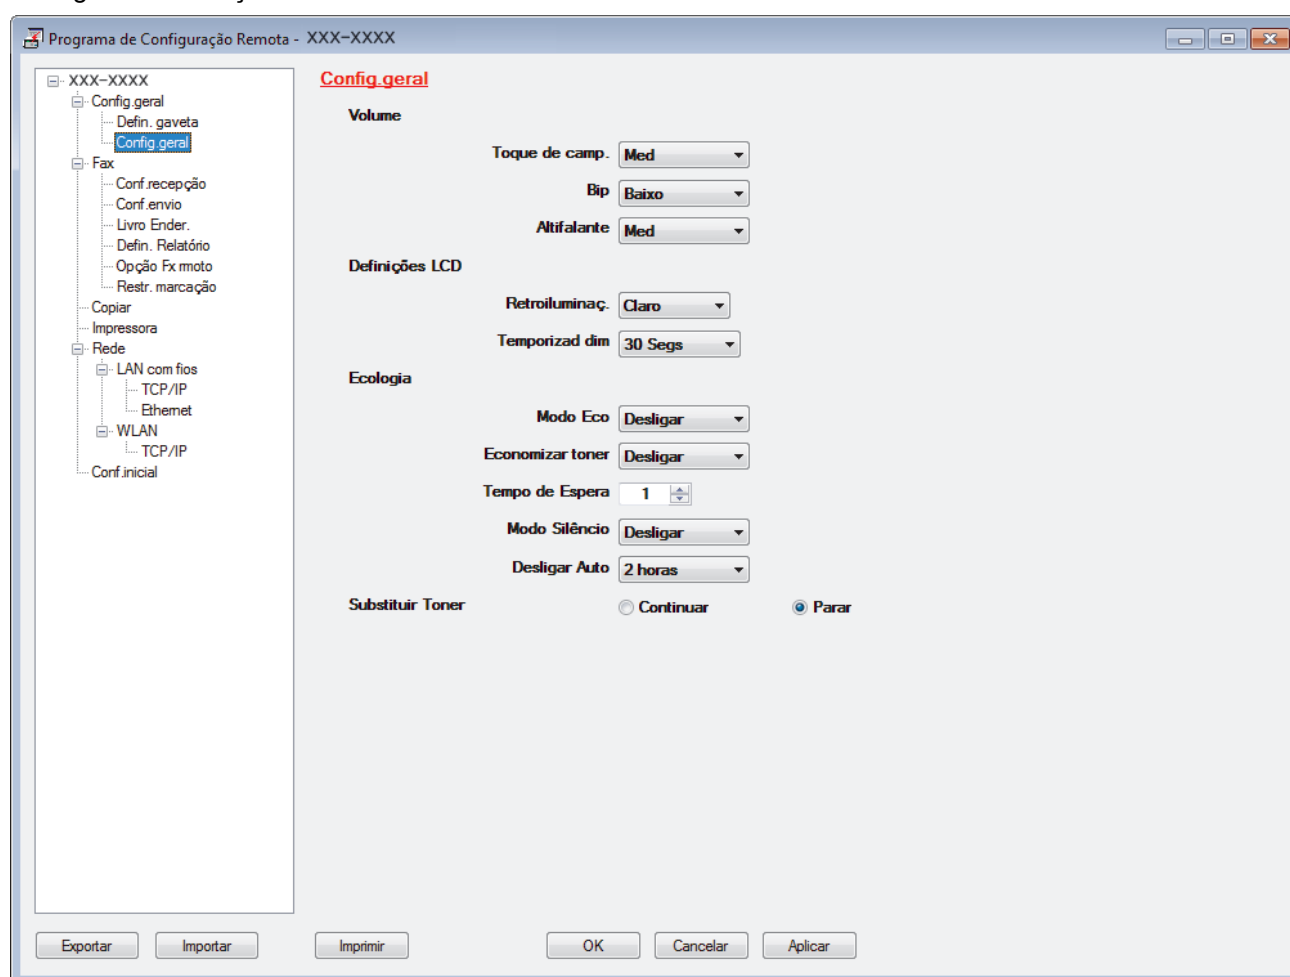 Programa de Configuração Remota - XXX-XXXX
XXX-XXXX
Config.geral
Defin. gaveta
Config.geral
Fax
Conf.recepção
Conf.envio
Livro Ender.
Defin. Relatório
Opção Fx rmoto
Restr. marcação
Copiar
Impressora
Rede
LAN com fios
TCP/IP
Ethernet
WLAN
TCP/IP
Conf.inicial
Config.geral
Volume
Toque de camp. Med
Bip Baixo
Altifalante Med
Definições LCD
Retroiluminaç. Claro
Temporizad dim 30 Segs
Ecologia
Modo Eco Desligar
Economizar toner Desligar
Tempo de Espera 1
Modo Silêncio Desligar
Desligar Auto 2 horas
Substituir Toner Continuar Parar
Exportar Importar Imprimir OK Cancelar Aplicar